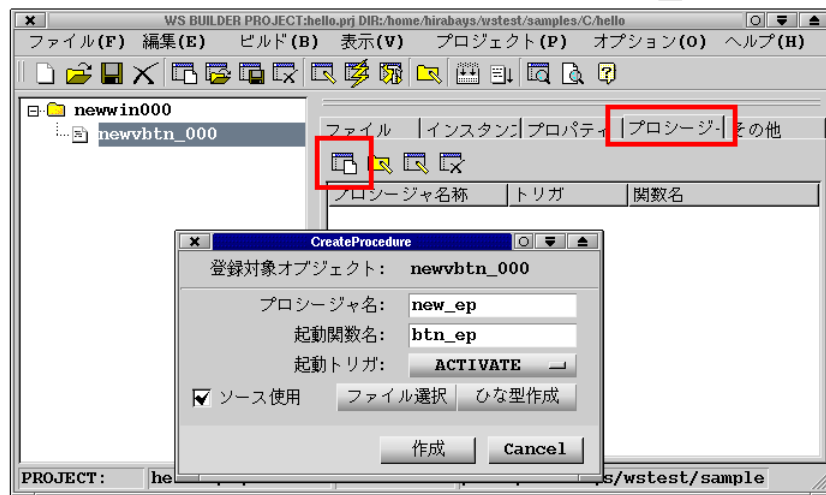 WS BUILDER PROJECT:hello.prj DIR:/home/hirabays/wstest/samples/C/hello
ファイル(F) 編集(E) ビルド(B) 表示(V) プロジェクト(P) オプション(O) ヘルプ(H)
newwin000
newvbtn_000
ファイル インスタンス プロパティ プロシージ その他
プロシージャ名称 トリガ 関数名
CreateProcedure
登録対象オブジェクト: newvbtn_000
プロシージャ名: new_ep
起動関数名: btn_ep
起動トリガ: ACTIVATE
ソース使用 ファイル選択 ひな型作成
作成 Cancel
PROJECT: he s/wstest/sample